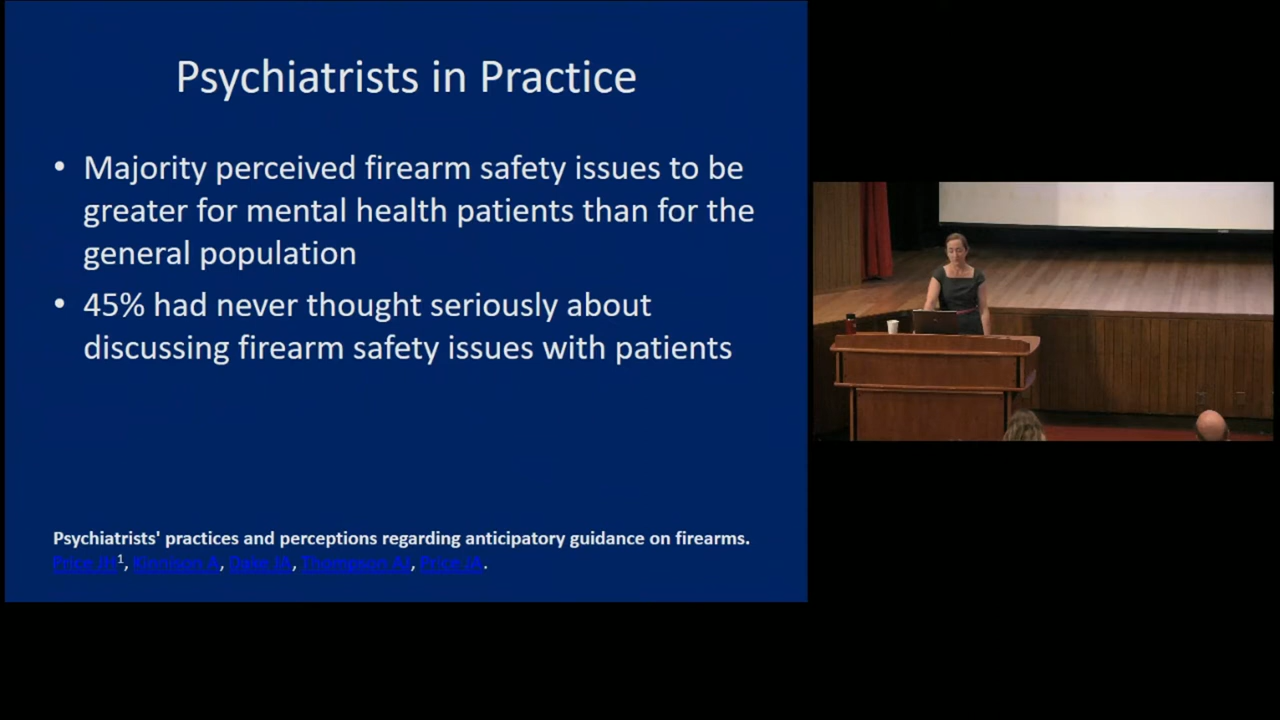 Psychiatrists in Practice
• Majority perceived firearm safety issues to be
greater for mental health patients than for the
general population
• 45% had never thought seriously about
discussing firearm safety issues with patients
Psychiatrists' practices and perceptions regarding anticipatory guidance on firearms.
Price JH1, Kinnison A, Dake JA, Thompson AJ, Price JA.